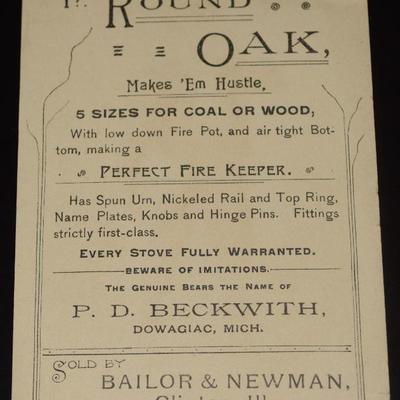 ROUND
OAK,
Makes 'Em Hustle,
5 SIZES FOR COAL OR WOOD,
With low down Fire Pot, and air tight Bot-
tom, making a
PERFECT FIRE KEEPER.
Has Spun Urn, Nickeled Rail and Top Ring,
Name Plates, Knobs and Hinge Pins. Fittings
strictly first-class.
EVERY STOVE FULLY WARRANTED.
BEWARE OF IMITATIONS.
THE GENUINE BEARS THE NAME OF
P. D. BECKWITH,
DOWAGIAC, MICH.
SOLD BY
BAILOR & NEWMAN,